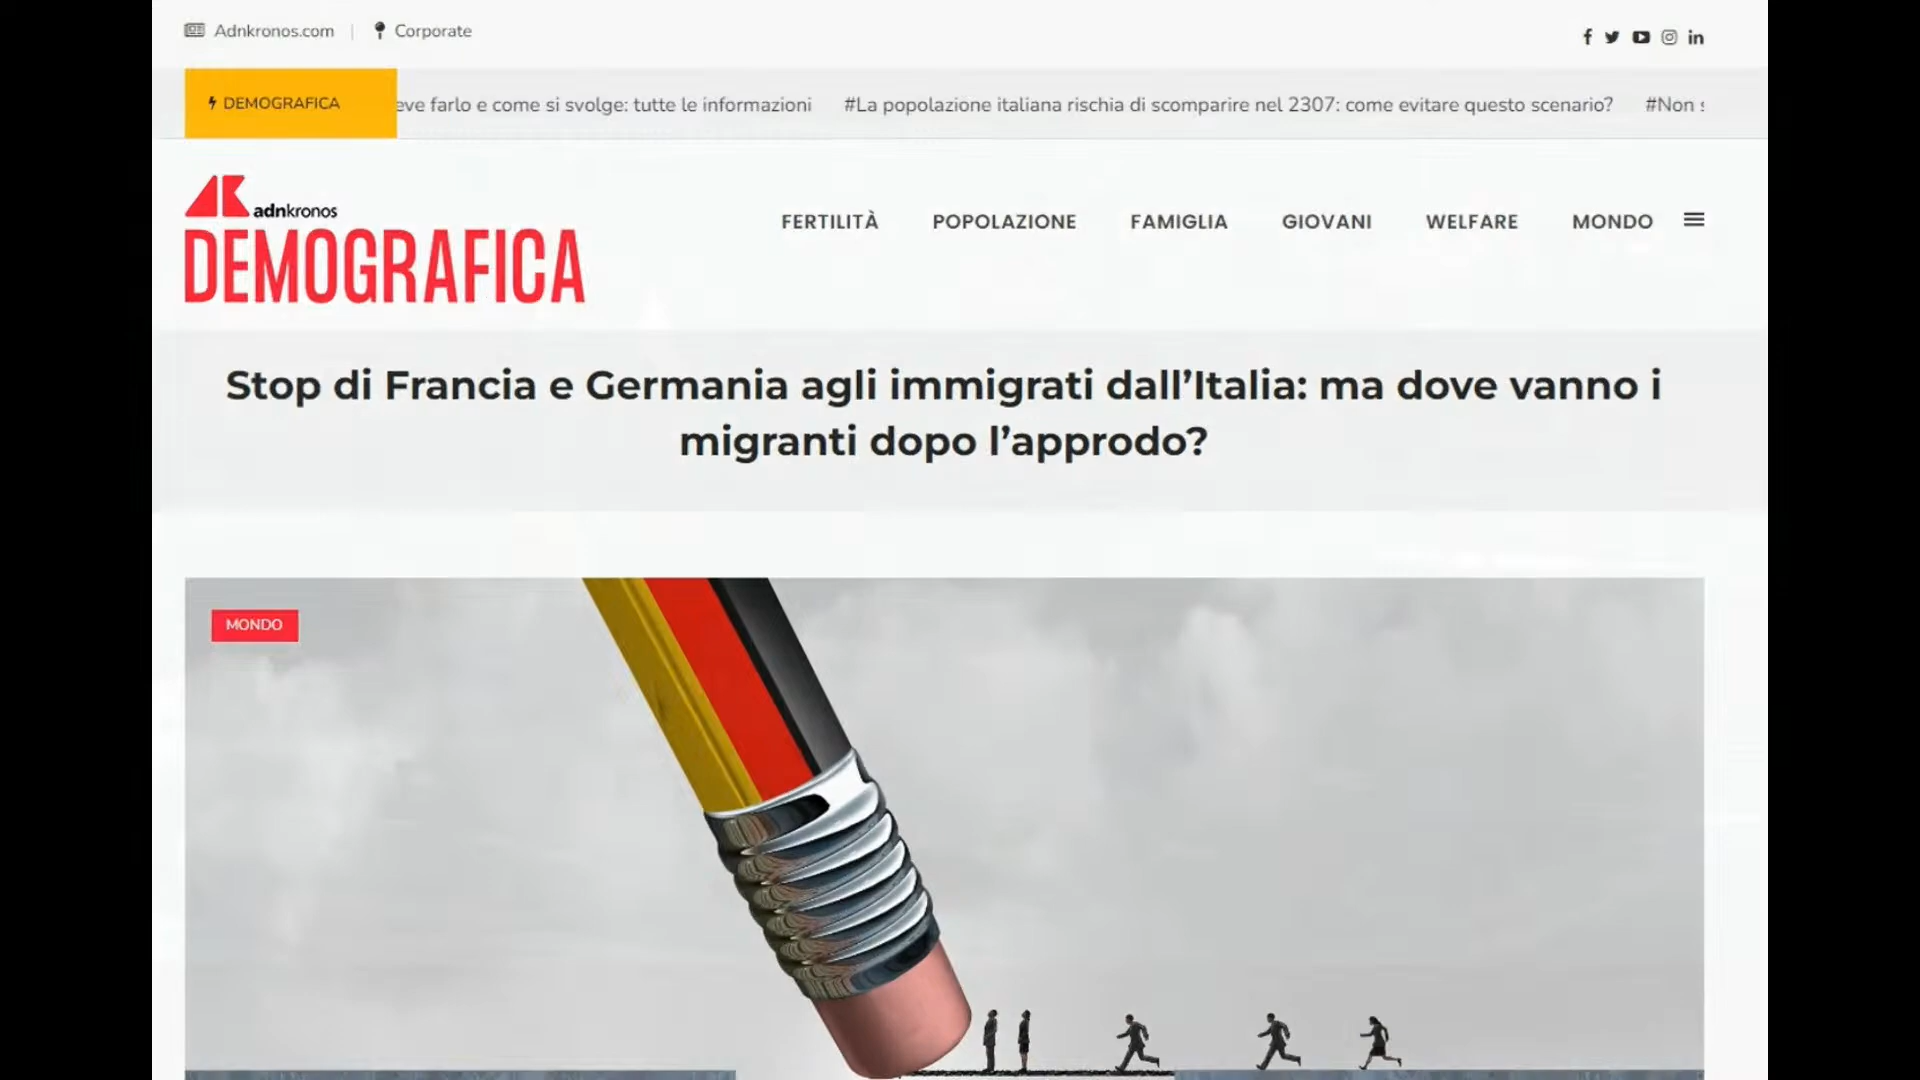 Adnkronos.com | Corporate
DEMOGRAFICA
eve farlo e come si svolge: tutte le informazioni #La popolazione italiana rischia di scomparire nel 2307: come evitare questo scenario? #Non
adnkronos
DEMOGRAFICA
FERTILITÀ POPOLAZIONE FAMIGLIA GIOVANI WELFARE MONDO
Stop di Francia e Germania agli immigrati dall’Italia: ma dove vanno i
migranti dopo l’approdo?
MONDO